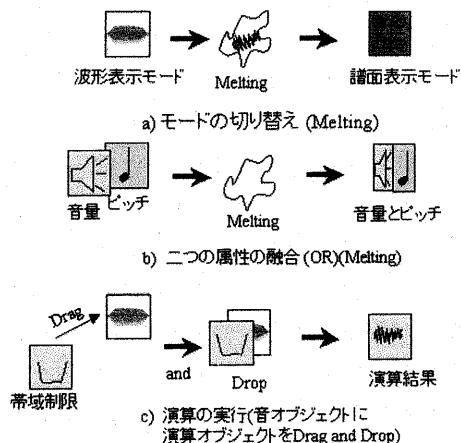 波形表示モード
Melting
譜面表示モード
a) モードの切り替え (Melting)
音量
ピッチ
Melting
音量とピッチ
b) 二つの属性の融合 (OR)(Melting)
Drag
帯域制限
and
Drop
演算結果
c) 演算の実行(音オブジェクトに
演算オブジェクトをDrag and Drop)